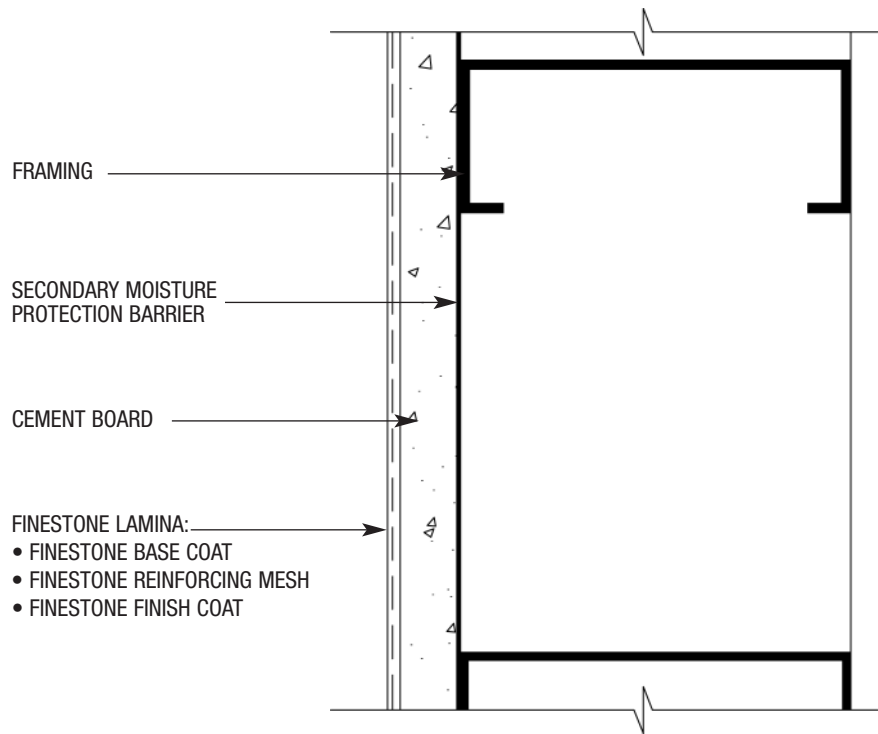 FRAMING
SECONDARY MOISTURE
PROTECTION BARRIER
CEMENT BOARD
FINESTONE LAMINA:
• FINESTONE BASE COAT
• FINESTONE REINFORCING MESH
• FINESTONE FINISH COAT